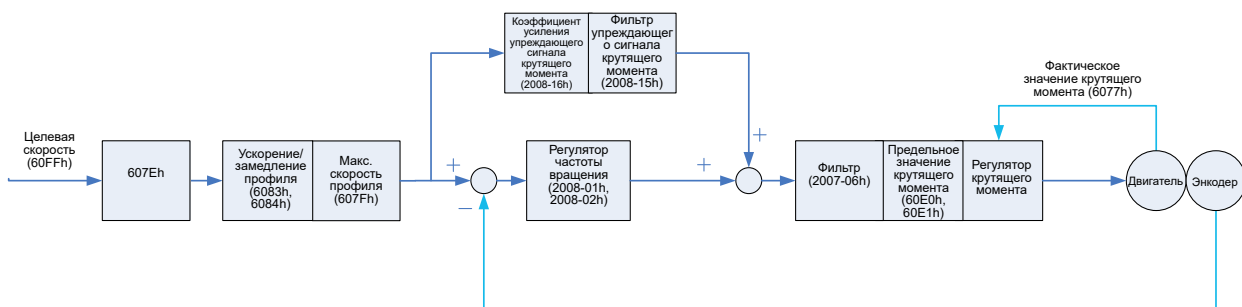 Коэффициент
усиления
упреждающего
сигнала
крутящего
момента
(2008-16h)
Фильтр
упреждающег
о сигнала
крутящего
момента
(2008-15h)
Фактическое
значение крутящего
момента (6077h)
Целевая
скорость
(60FFh)
607Eh
Ускорение/
замедление
профиля
(6083h,
6084h)
Макс.
скорость
профиля
(607Fh)
+
−
Регулятор
частоты
вращения
(2008-01h,
2008-02h)
+
+
Фильтр
(2007-06h)
Предельное
значение
крутящего
момента
(60E0h,
60E1h)
Регулятор
крутящего
момента
Двигатель
Энкодер